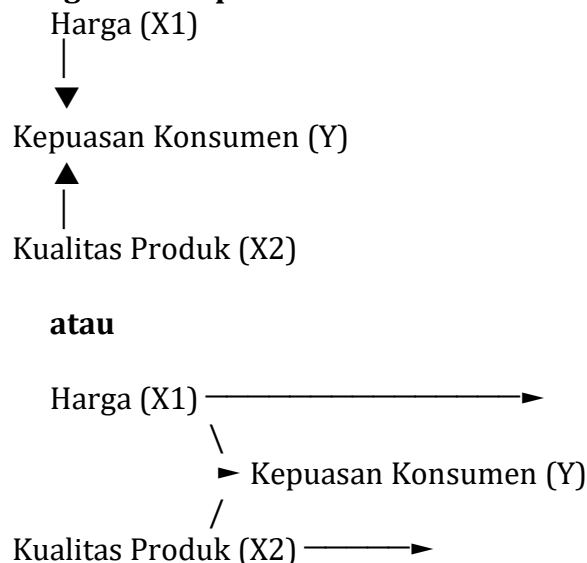 Harga (X1)
Kepuasan Konsumen (Y)
Kualitas Produk (X2)
atau
Harga (X1)
Kepuasan Konsumen (Y)
Kualitas Produk (X2)